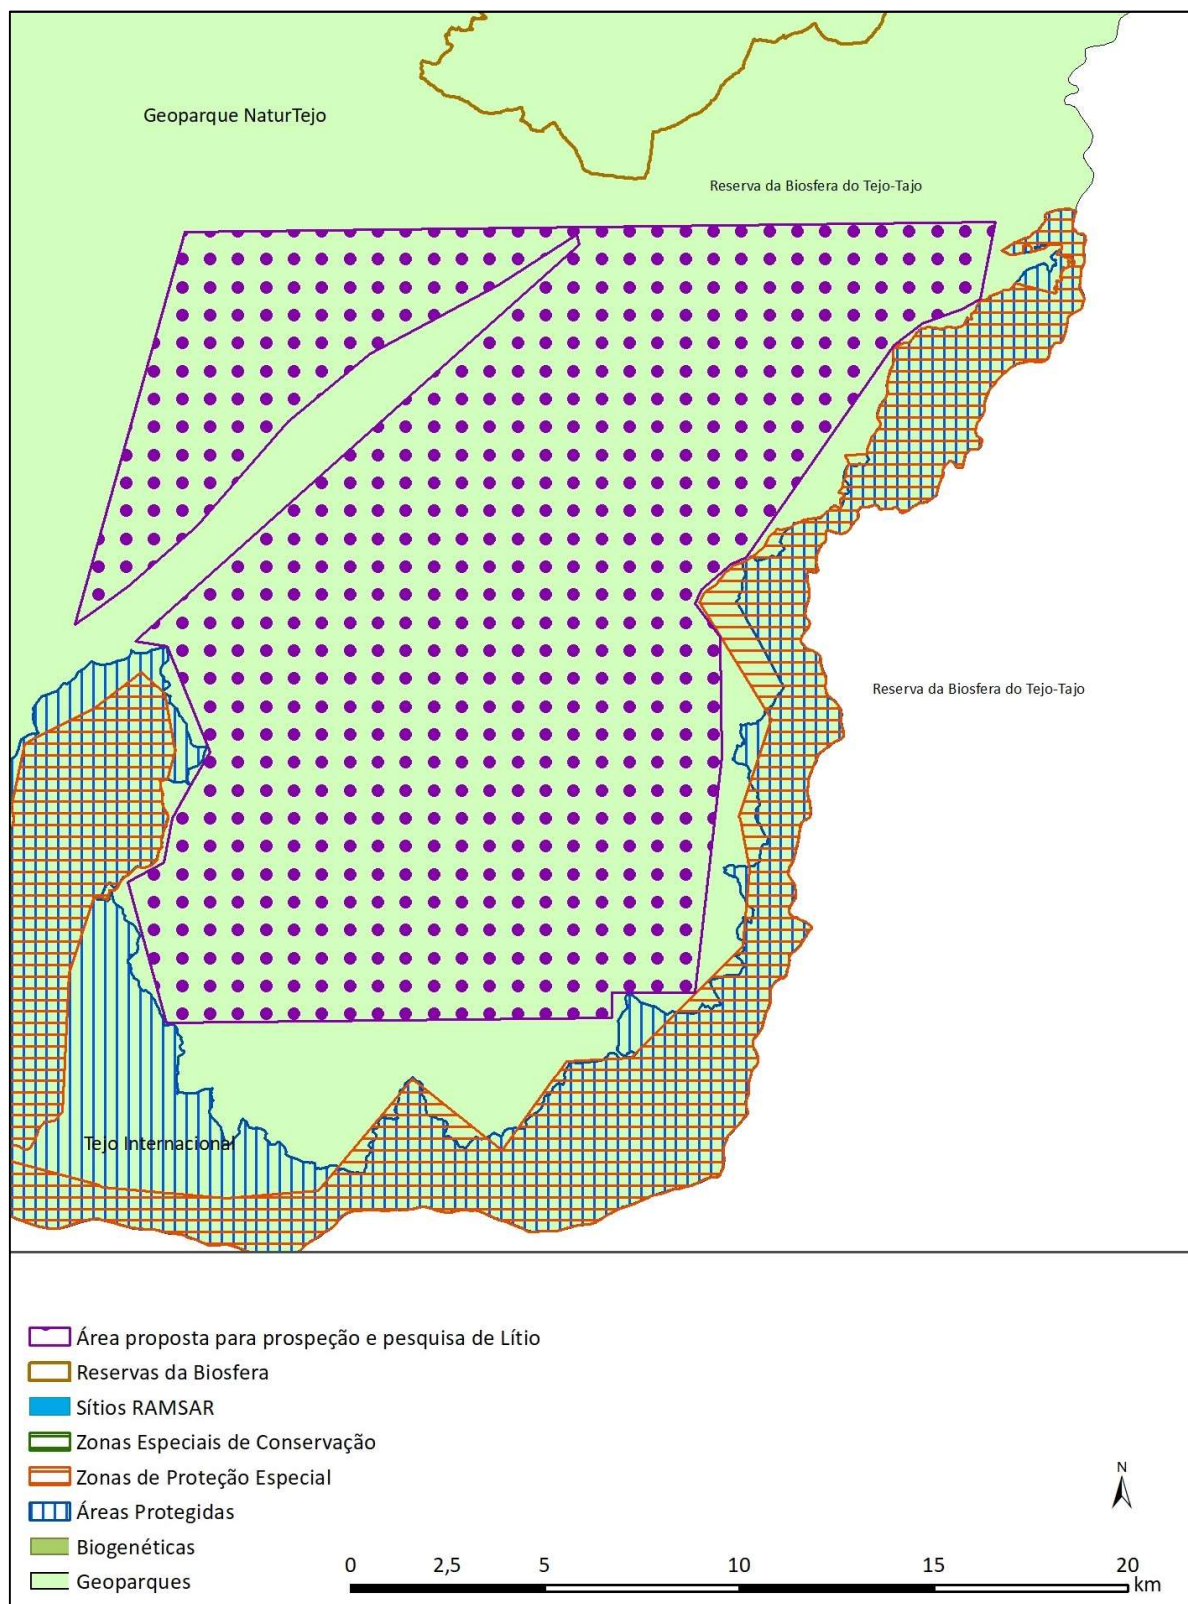 Geoparque NaturTejo
Reserva da Biosfera do Tejo-Tajo
Reserva da Biosfera do Tejo-Tajo
Tejo Internacional
Área proposta para prospeção e pesquisa de Lítio
Reservas da Biosfera
Sítios RAMSAR
Zonas Especiais de Conservação
Zonas de Proteção Especial
Áreas Protegidas
Biogenéticas
Geoparques
N
0 2,5 5 10 15 20
km